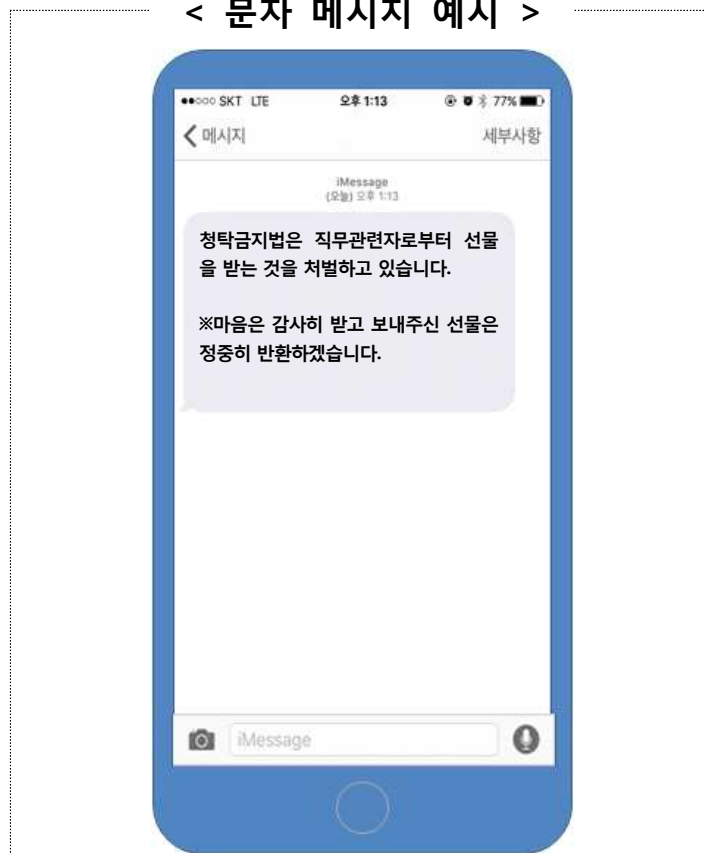 < 문자 메시지 예시 >
●●○○○ SKT LTE 오후 1:13 77%
메시지 세부사항
iMessage
(오늘) 오후 1:13
청탁금지법은 직무관련자로부터 선물
을 받는 것을 처벌하고 있습니다.
※마음은 감사히 받고 보내주신 선물은
정중히 반환하겠습니다.
iMessage